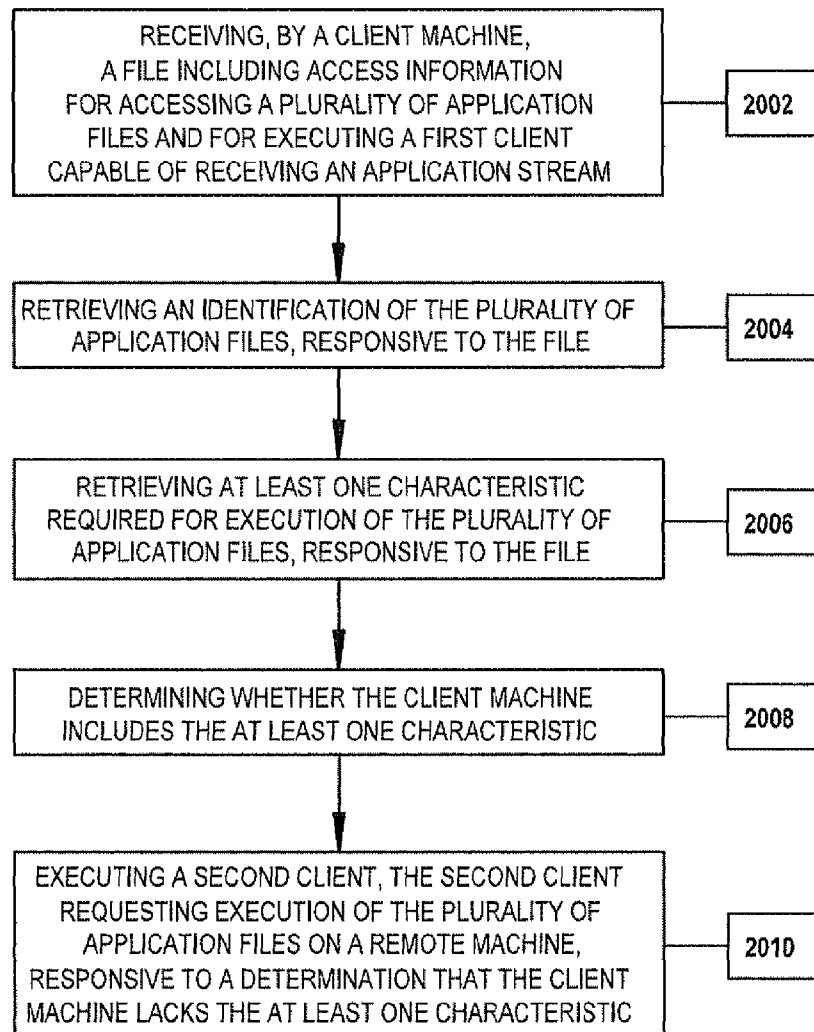 RECEIVING, BY A CLIENT MACHINE,
A FILE INCLUDING ACCESS INFORMATION
FOR ACCESSING A PLURALITY OF APPLICATION
FILES AND FOR EXECUTING A FIRST CLIENT
CAPABLE OF RECEIVING AN APPLICATION STREAM
2002
RETRIEVING AN IDENTIFICATION OF THE PLURALITY OF
APPLICATION FILES, RESPONSIVE TO THE FILE
2004
RETRIEVING AT LEAST ONE CHARACTERISTIC
REQUIRED FOR EXECUTION OF THE PLURALITY OF
APPLICATION FILES, RESPONSIVE TO THE FILE
2006
DETERMINING WHETHER THE CLIENT MACHINE
INCLUDES THE AT LEAST ONE CHARACTERISTIC
2008
EXECUTING A SECOND CLIENT, THE SECOND CLIENT
REQUESTING EXECUTION OF THE PLURALITY OF
APPLICATION FILES ON A REMOTE MACHINE,
RESPONSIVE TO A DETERMINATION THAT THE CLIENT
MACHINE LACKS THE AT LEAST ONE CHARACTERISTIC
2010